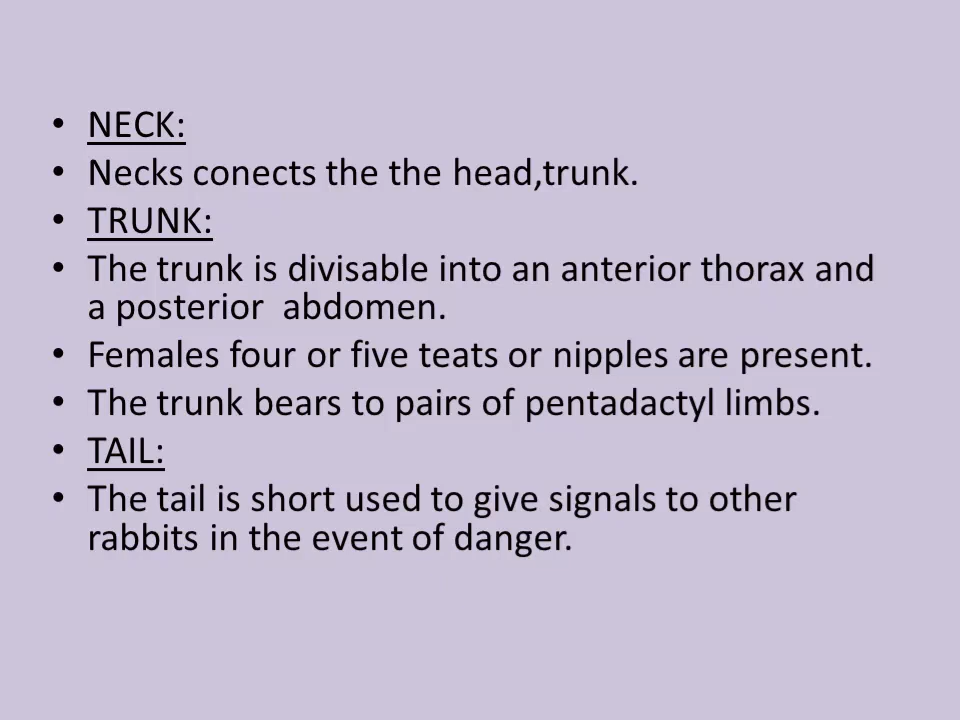 • NECK:
• Necks conects the the head,trunk.
• TRUNK:
• The trunk is divisable into an anterior thorax and
a posterior  abdomen.
• Females four or five teats or nipples are present.
• The trunk bears to pairs of pentadactyl limbs.
• TAIL:
• The tail is short used to give signals to other
rabbits in the event of danger.